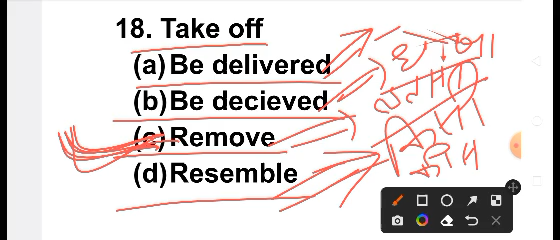 18. Take off
(a) Be delivered
(b) Be decieved
(c) Remove
(d) Resemble